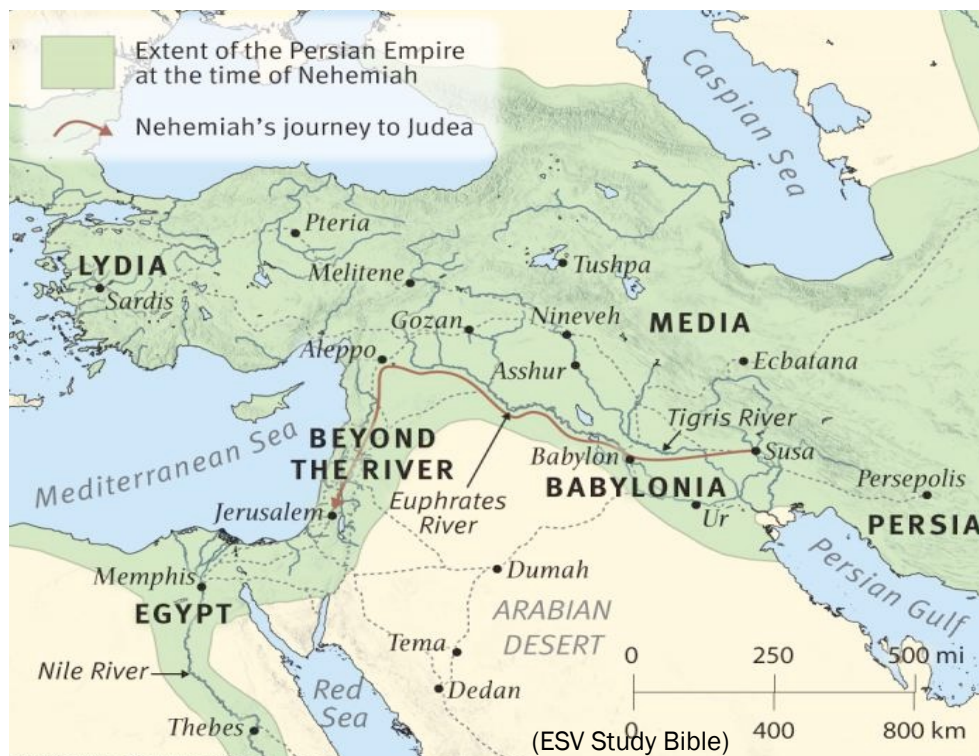 Extent of the Persian Empire
at the time of Nehemiah
Nehemiah's journey to Judea
Caspian Sea
Pteria
LYDIA
Sardis
Melitene
Tushpa
Gozan
Nineveh
MEDIA
Aleppo
Asshur
Ecbatana
Mediterranean Sea
BEYOND
THE RIVER
Tigris River
Babylon
Susa
BABYLONIA
Persepolis
Jerusalem
Euphrates
River
Ur
PERSIA
Memphis
EGYPT
Dumah
Persian Gulf
ARABIAN
DESERT
Tema
Nile River
Red
Sea
Dedan
Thebes
0 250 500 mi
0 400 800 km
(ESV Study Bible)